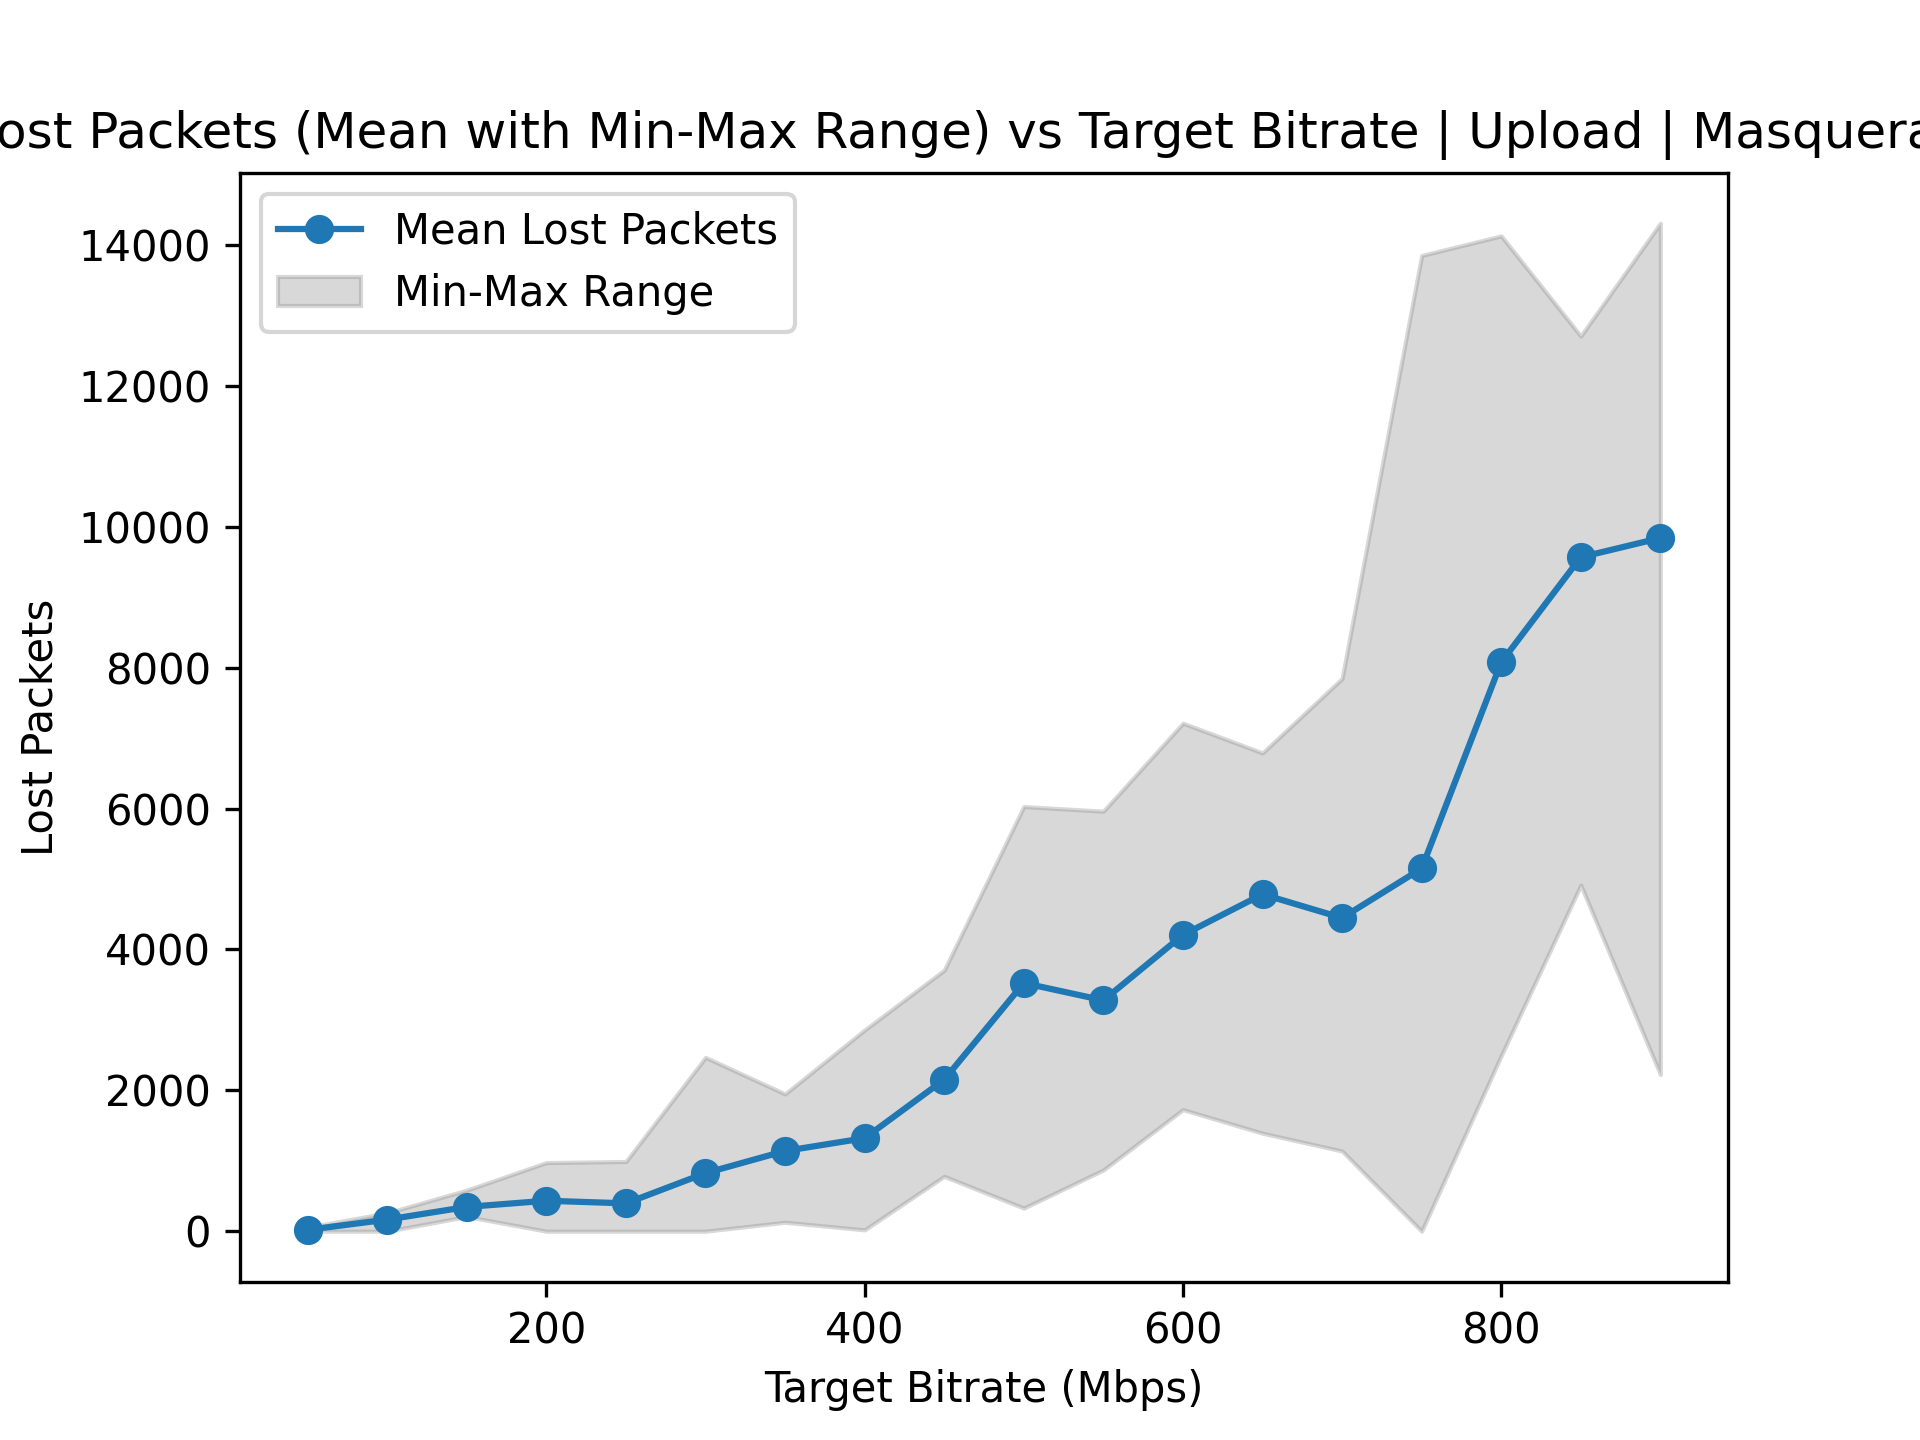 ost Packets (Mean with Min-Max Range) vs Target Bitrate | Upload | Masquera
Mean Lost Packets
Min-Max Range
14000
12000
10000
8000
6000
4000
2000
0
Lost Packets
200 400 600 800
Target Bitrate (Mbps)